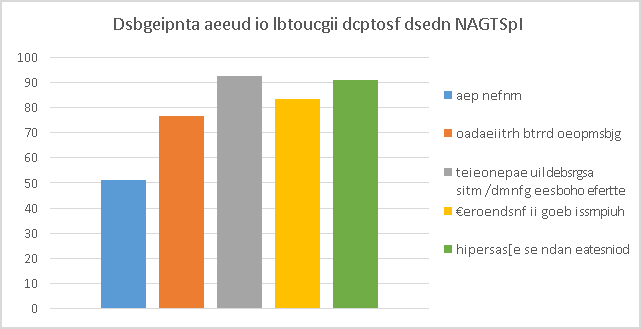 Dsbgeipnta aeeud io lbtoucgii dcptosf dsedn NAGTSpI
100
90
80
70
60
50
40
30
20
10
0
aep nefnm
oadaeiitrh btrrd oeopmsbjg
teieonepae uildebsrgsa
sitm /dmnfg eesboho efertte
€eroendsnf ii goeb issmpiuh
hipersas[e se ndan eatesniod